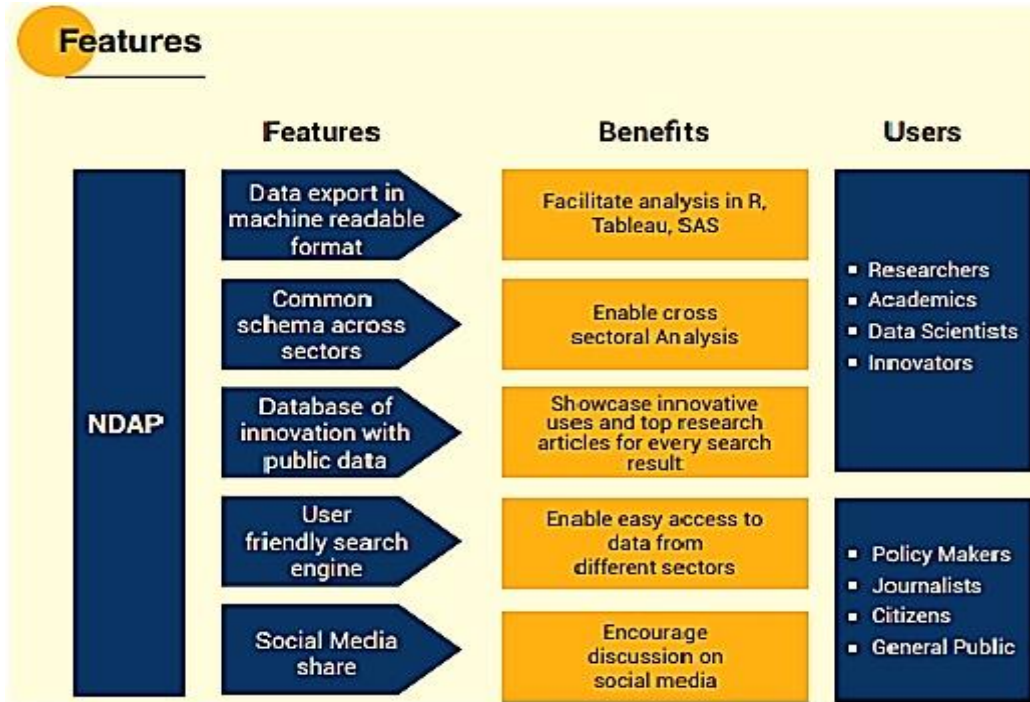 Features
Features
Benefits
Users
NDAP
Data export in
machine readable
format
Facilitate analysis in R,
Tableau, SAS
Common
schema across
sectors
Enable cross
sectoral Analysis
Database of
innovation with
public data
Showcase innovative
uses and top research
articles for every search
result
▪ Researchers
▪ Academics
▪ Data Scientists
▪ Innovators
User
friendly search
engine
Enable easy access to
data from
different sectors
Social Media
share
Encourage
discussion on
social media
▪ Policy Makers
▪ Journalists
▪ Citizens
▪ General Public